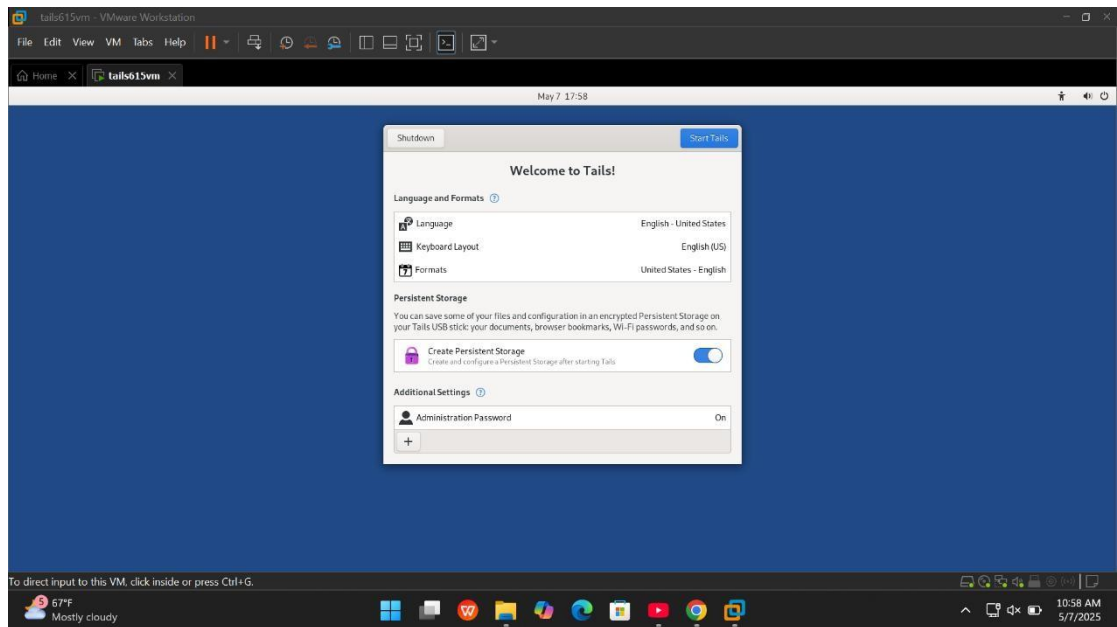 tails615vm - VMware Workstation
File Edit View VM Tabs Help
Home tails615vm
May 7 17:58
Shutdown Start Tails
Welcome to Tails!
Language and Formats ?
Language English - United States
Keyboard Layout English (US)
Formats United States - English
Persistent Storage
You can save some of your files and configuration in an encrypted Persistent Storage on
your Tails USB stick: your documents, browser bookmarks, Wi-Fi passwords, and so on.
Create Persistent Storage
Create and configure a Persistent Storage after starting Tails.
Additional Settings ?
Administration Password On
+
To direct input to this VM, click inside or press Ctrl+G.
5 67°F
Mostly cloudy
10:58 AM
5/7/2025